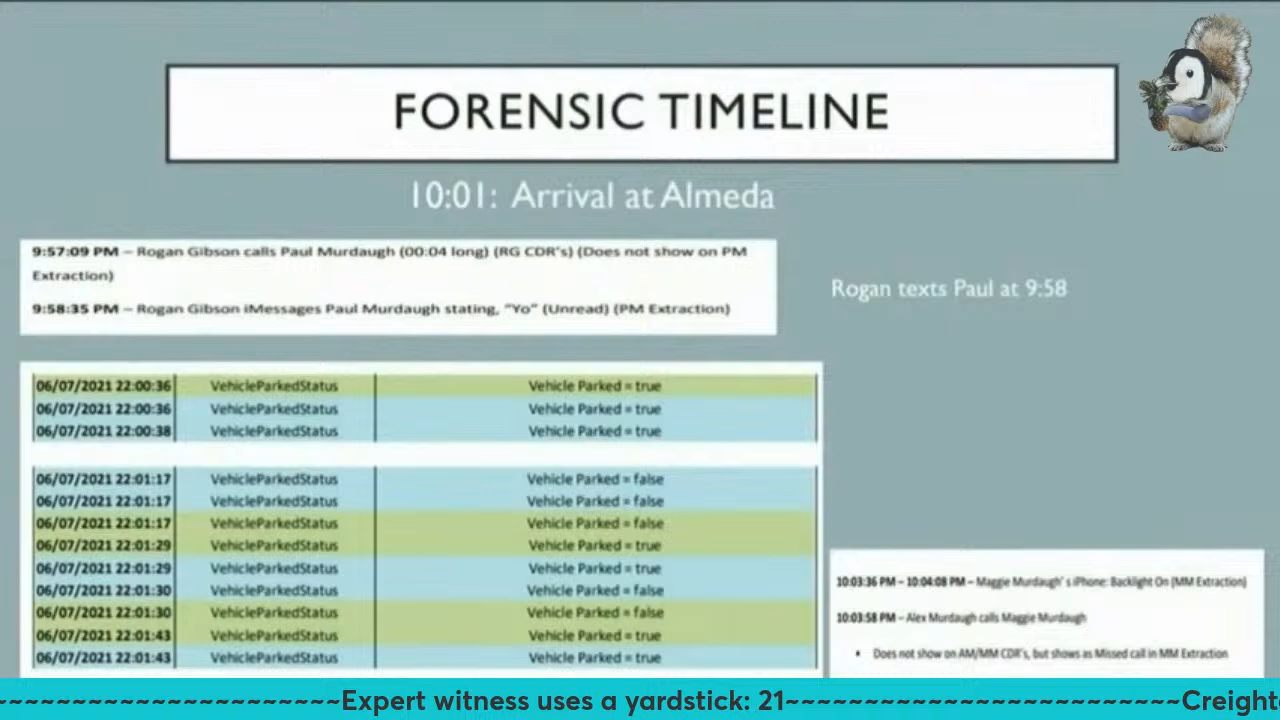 FORENSIC TIMELINE
10:01: Arrival at Almeda
9:57:09 PM – Rogan Gibson calls Paul Murdaugh (00:04 long) (RG CDR's) (Does not show on PM
Extraction)
9:58:35 PM – Rogan Gibson iMessages Paul Murdaugh stating, "Yo" (Unread) (PM Extraction)
Rogan texts Paul at 9:58
06/07/2021 22:00:36 VehicleParkedStatus Vehicle Parked = true
06/07/2021 22:00:36 VehicleParkedStatus Vehicle Parked = true
06/07/2021 22:00:38 VehicleParkedStatus Vehicle Parked = true
06/07/2021 22:01:17 VehicleParkedStatus Vehicle Parked = false
06/07/2021 22:01:17 VehicleParkedStatus Vehicle Parked = false
06/07/2021 22:01:17 VehicleParkedStatus Vehicle Parked = false
06/07/2021 22:01:29 VehicleParkedStatus Vehicle Parked = true
06/07/2021 22:01:29 VehicleParkedStatus Vehicle Parked = true
06/07/2021 22:01:30 VehicleParkedStatus Vehicle Parked = false
06/07/2021 22:01:30 VehicleParkedStatus Vehicle Parked = false
06/07/2021 22:01:43 VehicleParkedStatus Vehicle Parked = true
06/07/2021 22:01:43 VehicleParkedStatus Vehicle Parked = true
10:03:36 PM – 10:04:08 PM – Maggie Murdaugh' s iPhone: Backlight On (MM Extraction)
10:03:58 PM – Alex Murdaugh calls Maggie Murdaugh
• Does not show on AM/MM CDR's, but shows as Missed call in MM Extraction
~~~~~~~~~~~~~~~~~~~~~~Expert witness uses a yardstick: 21~~~~~~~~~~~~~~~~~~~~~~~~~Creight